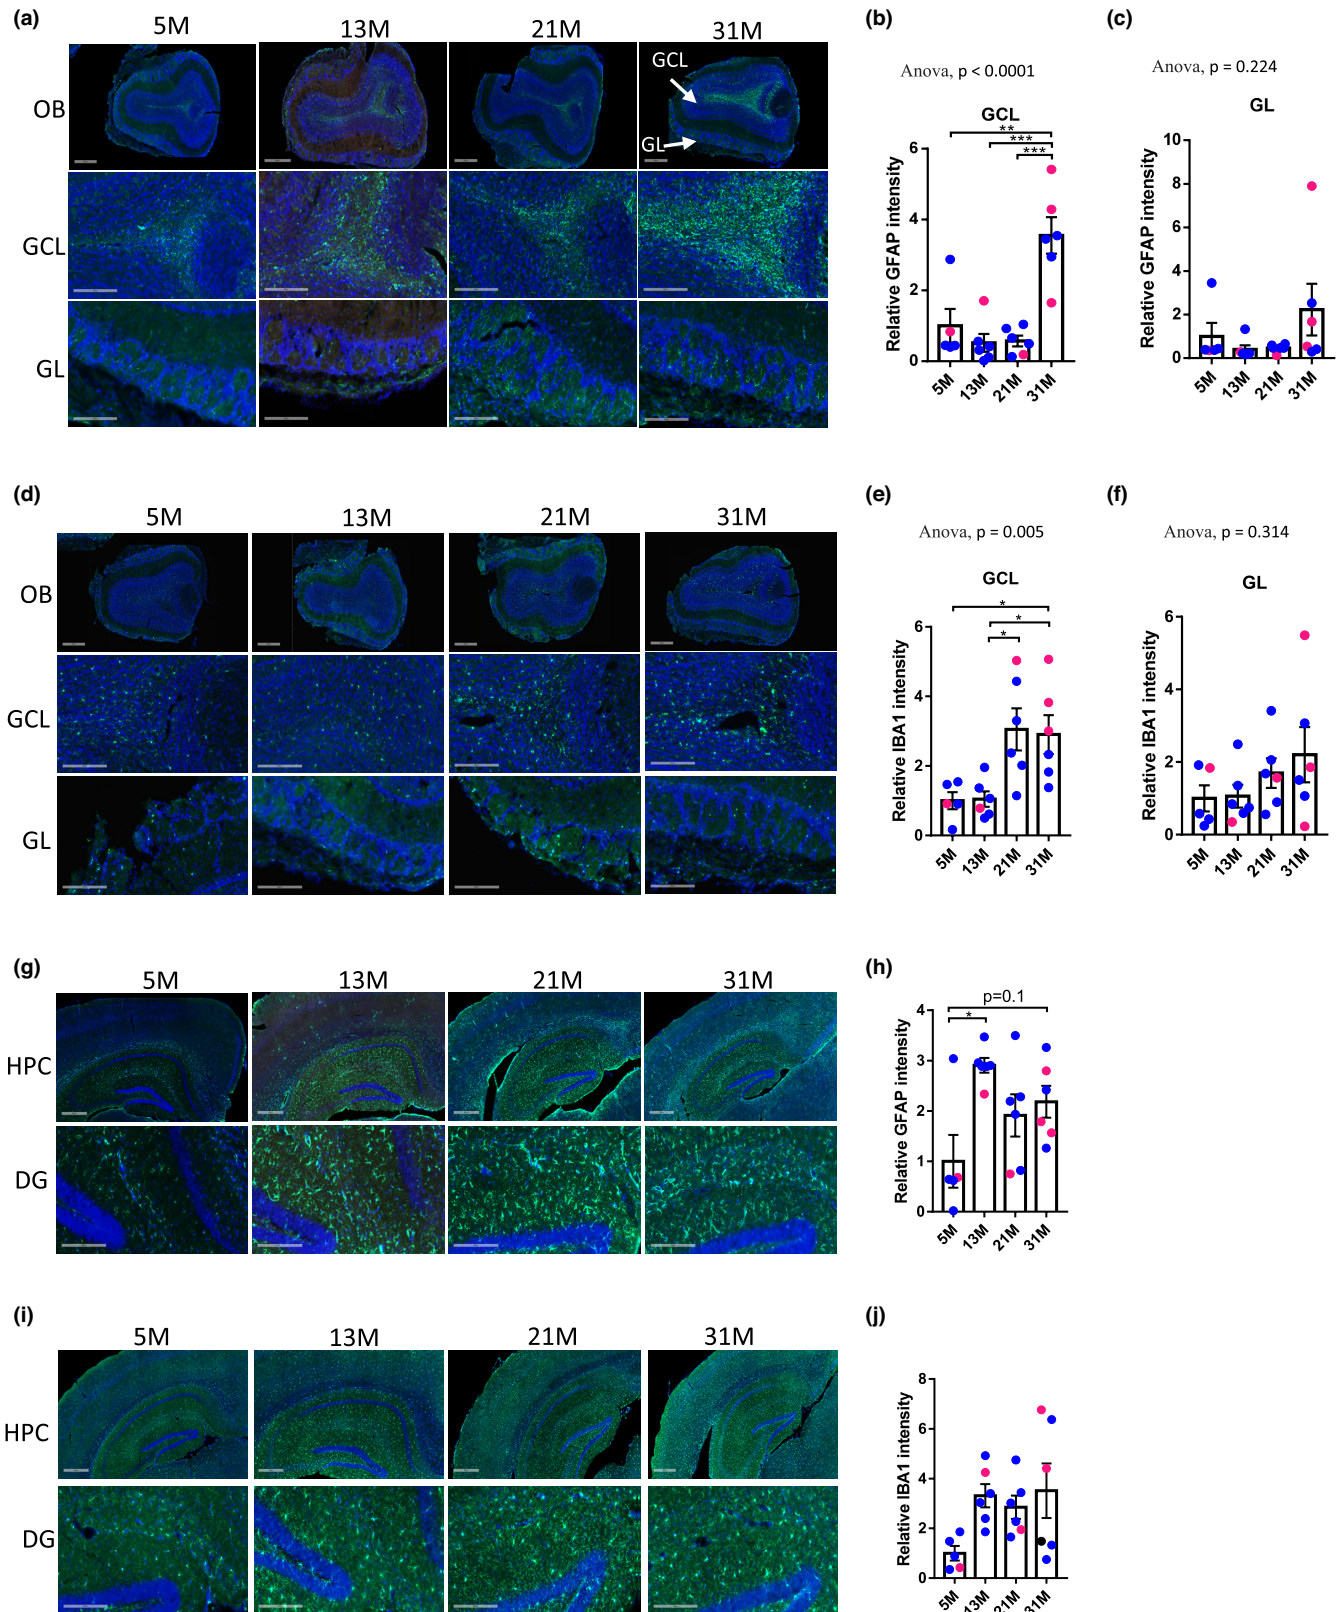 (a)
5M 13M 21M 31M
OB
GCL
GL
GCL
GL
(b)
Anova, p < 0.0001
GCL
**
***
***
Relative GFAP intensity
6
4
2
0
5M 13M 21M 31M
(c)
Anova, p = 0.224
GL
Relative GFAP intensity
10
8
6
4
2
0
5M 13M 21M 31M
(d)
5M 13M 21M 31M
OB
GCL
GL
(e)
Anova, p = 0.005
GCL
*
*
*
Relative IBA1 intensity
6
4
2
0
5M 13M 21M 31M
(f)
Anova, p = 0.314
GL
Relative IBA1 intensity
6
4
2
0
5M 13M 21M 31M
(g)
5M 13M 21M 31M
HPC
DG
(h)
p=0.1
*
Relative GFAP intensity
4
3
2
1
0
5M 13M 21M 31M
(i)
5M 13M 21M 31M
HPC
DG
(j)
Relative IBA1 intensity
8
6
4
2
0
5M 13M 21M 31M